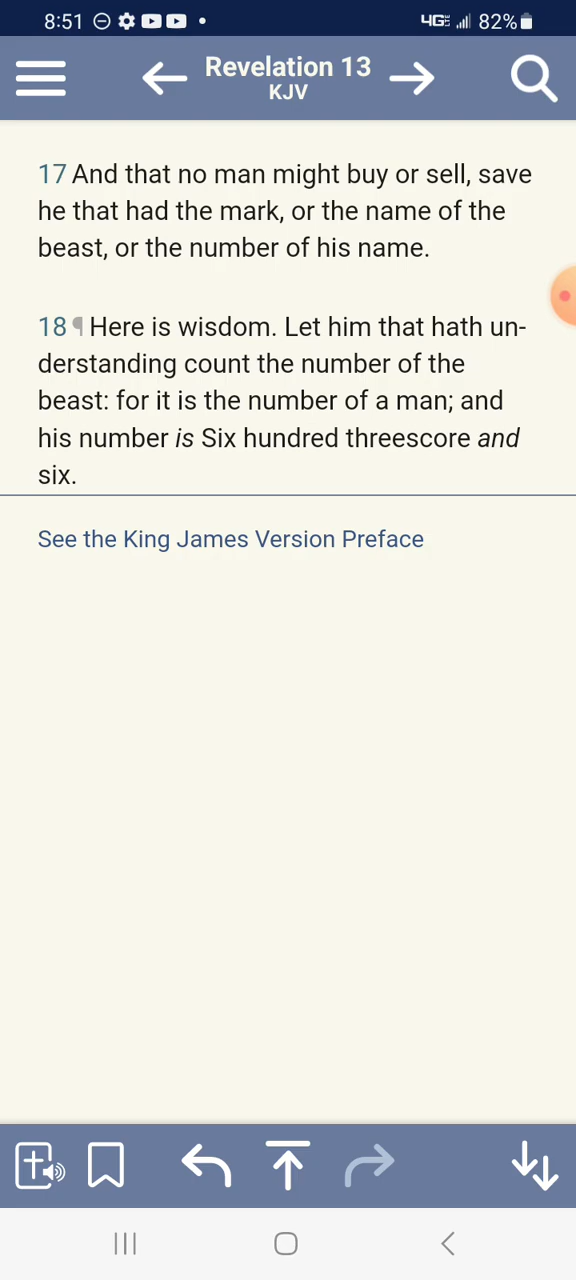 8:51 4G 82%
Revelation 13
KJV
17 And that no man might buy or sell, save
he that had the mark, or the name of the
beast, or the number of his name.
18 ¶ Here is wisdom. Let him that hath un-
derstanding count the number of the
beast: for it is the number of a man; and
his number is Six hundred threescore and
six.
See the King James Version Preface